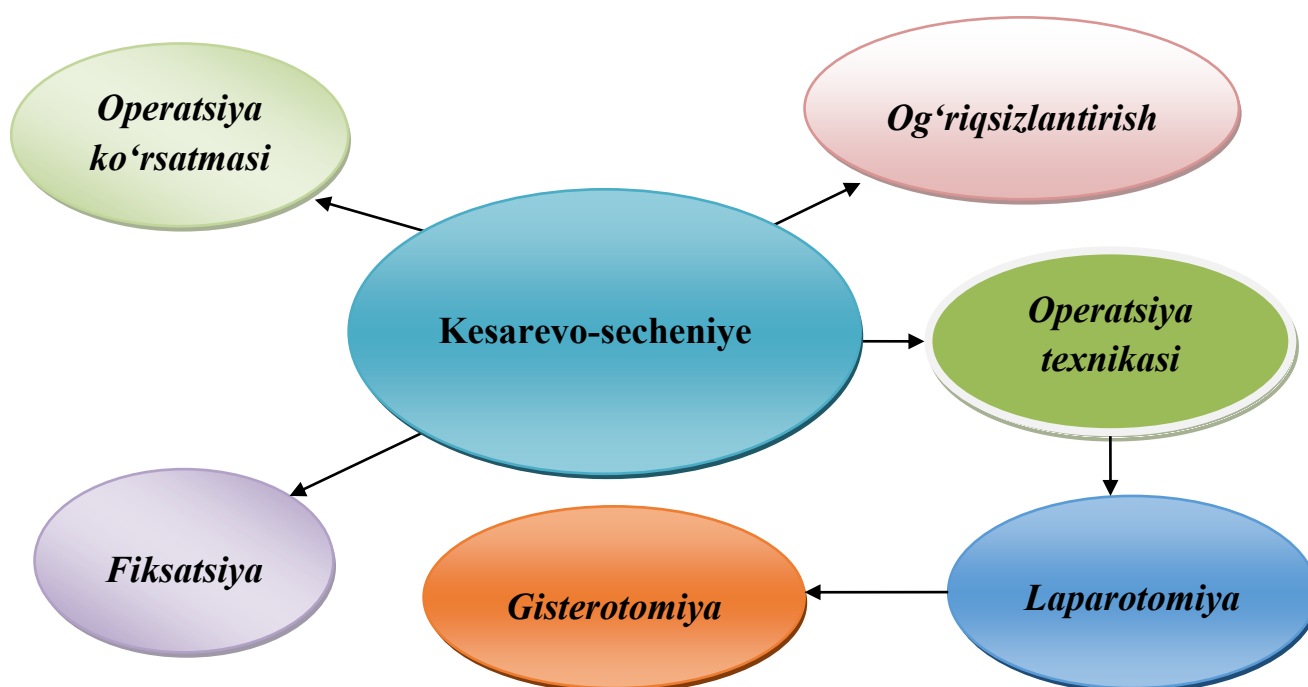 Operatsiya
ko‘rsatmasi
Og‘riqsizlantirish
Kesarevo-secheniye
Operatsiya
texnikasi
Fiksatsiya
Gisterotomiya
Laparotomiya